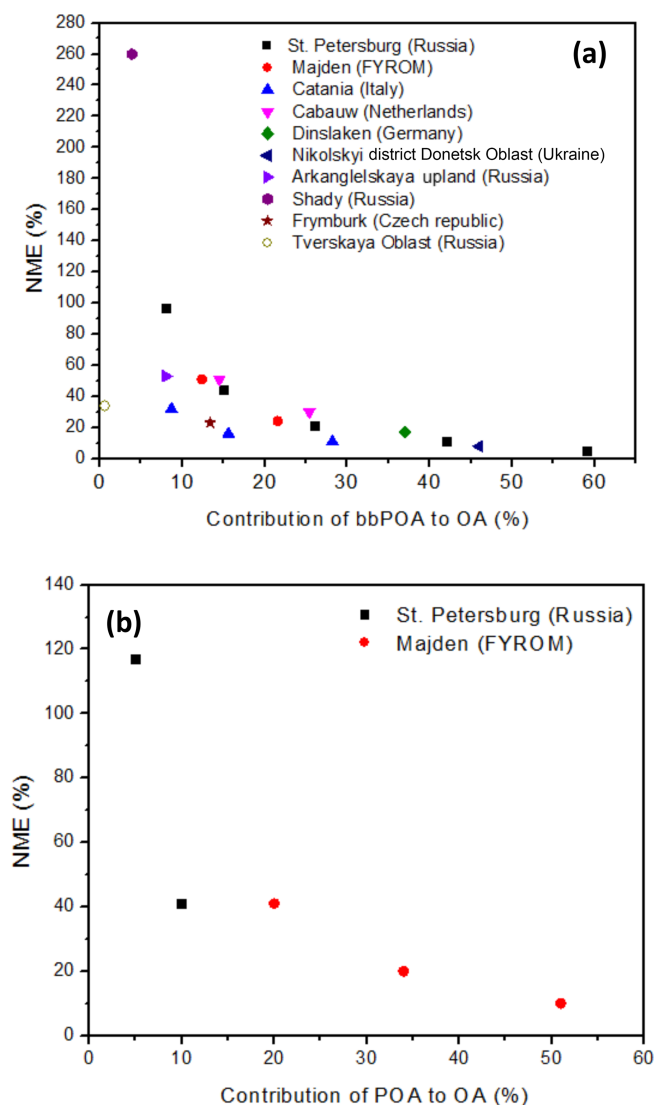 280
260
240
220
200
180
160
140
120
100
80
60
40
20
0
NME (%)
(a)
St. Petersburg (Russia)
Majden (FYROM)
Catania (Italy)
Cabauw (Netherlands)
Dinslaken (Germany)
Nikolskyi district Donetsk Oblast (Ukraine)
Arkanglelskaya upland (Russia)
Shady (Russia)
Frymburk (Czech republic)
Tverskaya Oblast (Russia)
0 10 20 30 40 50 60
Contribution of bbPOA to OA (%)
140
120
100
80
60
40
20
0
NME (%)
(b)
St. Petersburg (Russia)
Majden (FYROM)
0 10 20 30 40 50 60
Contribution of POA to OA (%)